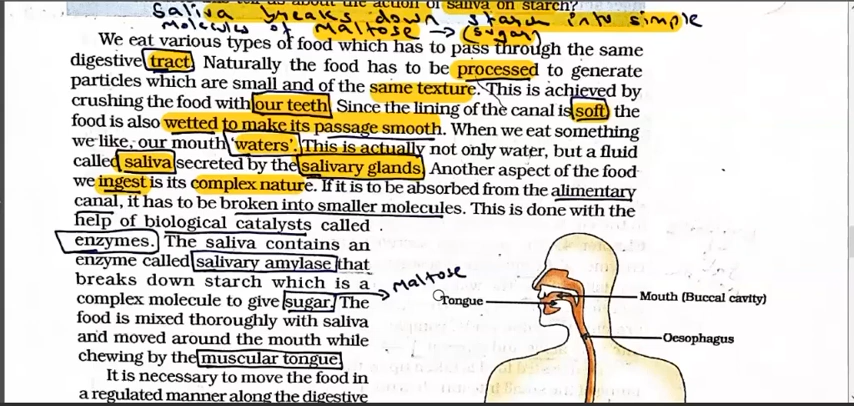 about the action of saliva on starch?
Saliva breaks down starch into simple
molecules of Maltose → (sugar)
We eat various types of food which has to pass through the same
digestive tract. Naturally the food has to be processed to generate
particles which are small and of the same texture. This is achieved by
crushing the food with our teeth. Since the lining of the canal is soft, the
food is also wetted to make its passage smooth. When we eat something
we like, our mouth 'waters'. This is actually not only water, but a fluid
called saliva secreted by the salivary glands. Another aspect of the food
we ingest is its complex nature. If it is to be absorbed from the alimentary
canal, it has to be broken into smaller molecules. This is done with the
help of biological catalysts called
enzymes. The saliva contains an
enzyme called salivary amylase that
breaks down starch which is a
complex molecule to give sugar. The
→ Maltose
food is mixed thoroughly with saliva
and moved around the mouth while
chewing by the muscular tongue.
It is necessary to move the food in
a regulated manner along the digestive
Tongue
Mouth (Buccal cavity)
Oesophagus